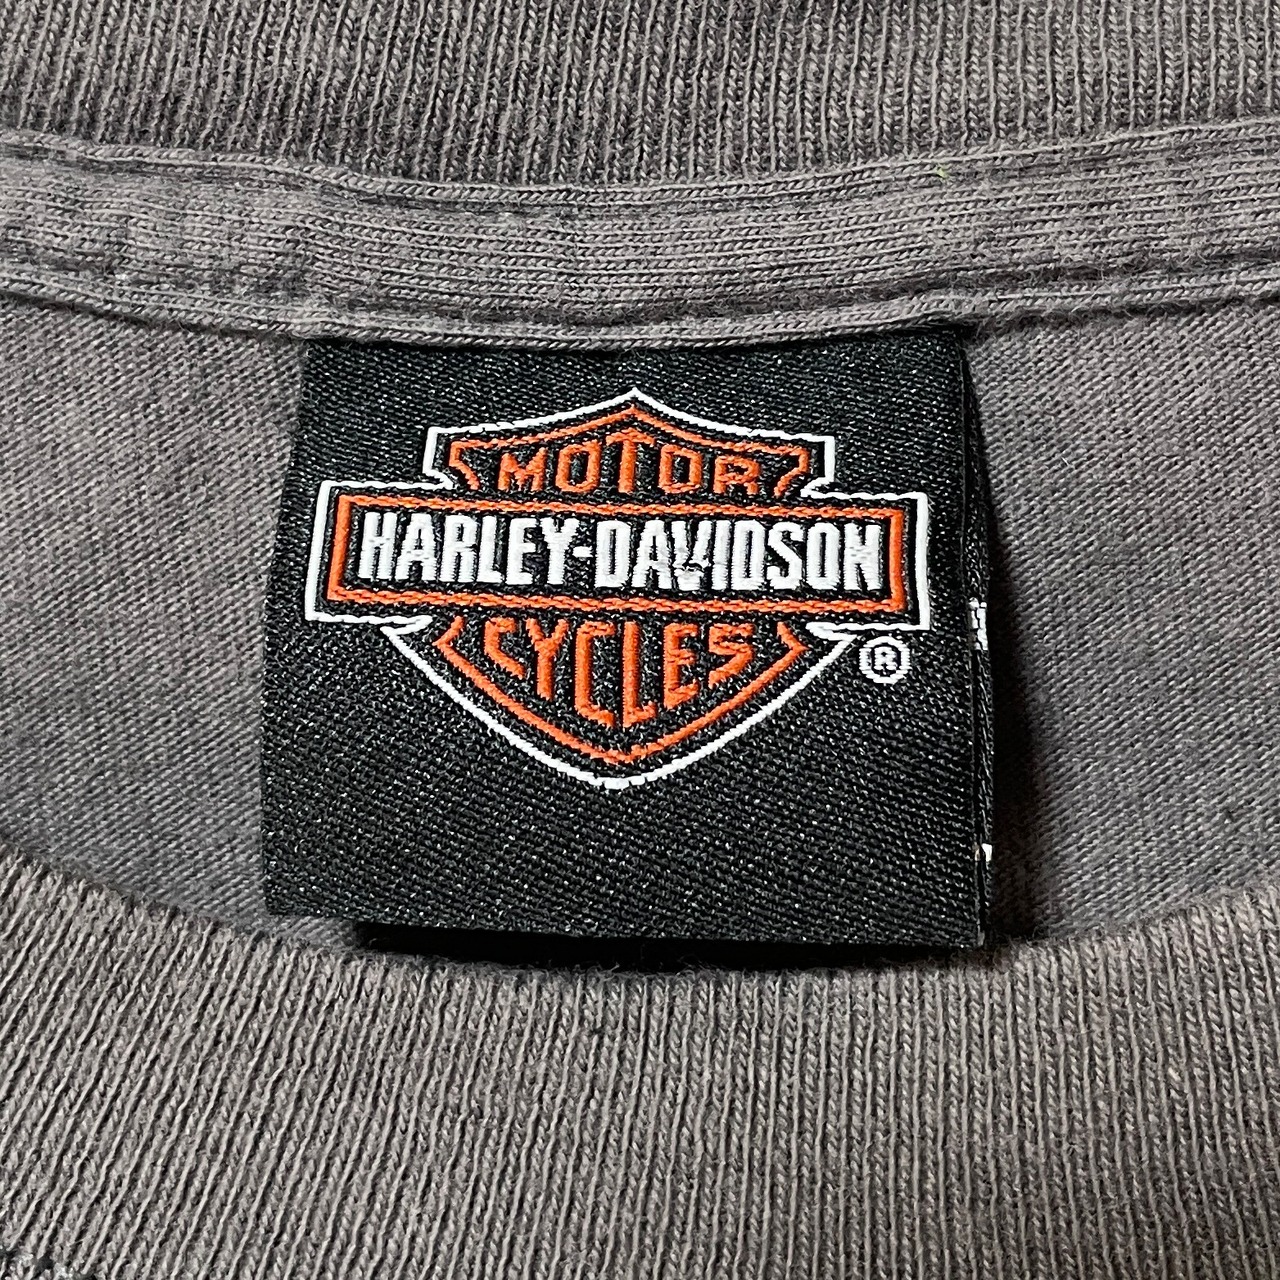 MOTOR
HARLEY-DAVIDSON
CYCLES
®